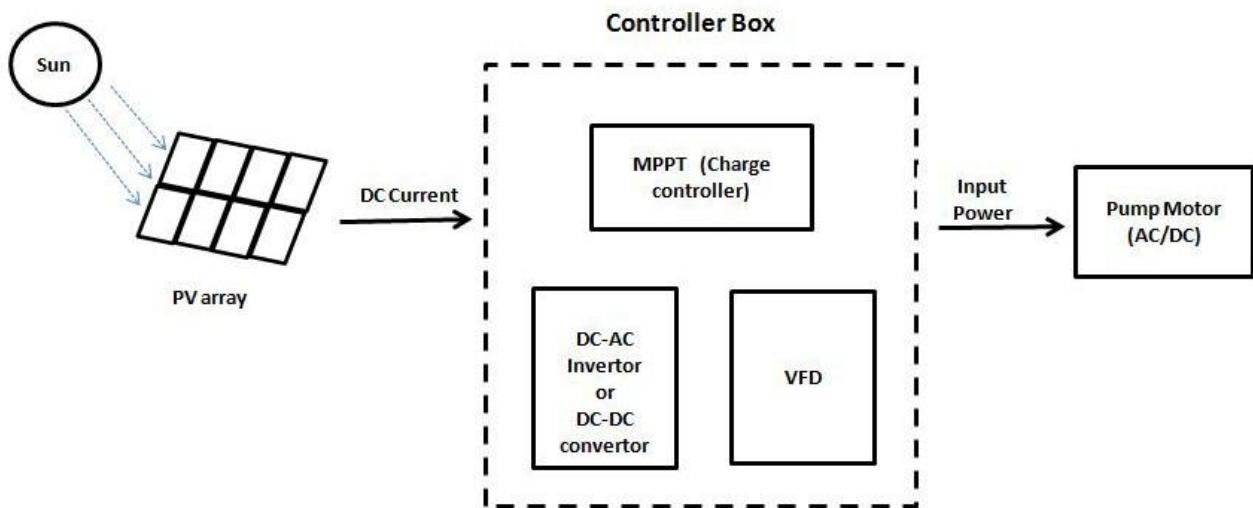 Controller Box
Sun
MPPT (Charge
controller)
DC Current
Input
Power
Pump Motor
(AC/DC)
PV array
DC-AC
Invertor
or
DC-DC
convertor
VFD